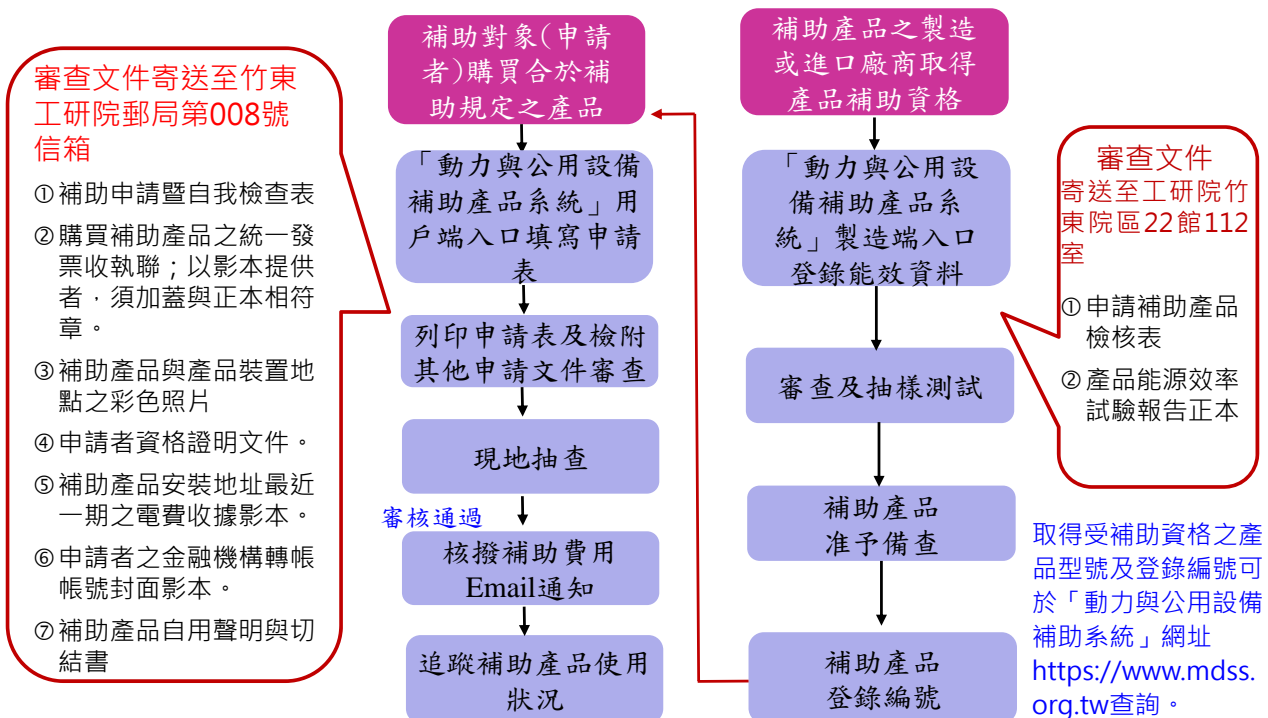 審查文件寄送至竹東
工研院郵局第008號
信箱
①補助申請暨自我檢查表
②購買補助產品之統一發
票收執聯；以影本提供
者，須加蓋與正本相符
章。
③補助產品與產品裝置地
點之彩色照片
④申請者資格證明文件。
⑤補助產品安裝地址最近
一期之電費收據影本。
⑥申請者之金融機構轉帳
帳號封面影本。
⑦補助產品自用聲明與切
結書
補助對象(申請
者)購買合於補
助規定之產品
「動力與公用設備
補助產品系統」用
戶端入口填寫申請
表
列印申請表及檢附
其他申請文件審查
現地抽查
審核通過
核撥補助費用
Email通知
追蹤補助產品使用
狀況
補助產品之製造
或進口廠商取得
產品補助資格
「動力與公用設
備補助產品系
統」製造端入口
登錄能效資料
審查及抽樣測試
補助產品
准予備查
補助產品
登錄編號
審查文件
寄送至工研院竹
東院區22館112
室
①申請補助產品
檢核表
②產品能源效率
試驗報告正本
取得受補助資格之產
品型號及登錄編號可
於「動力與公用設備
補助系統」網址
https://www.mdss.
org.tw查詢。